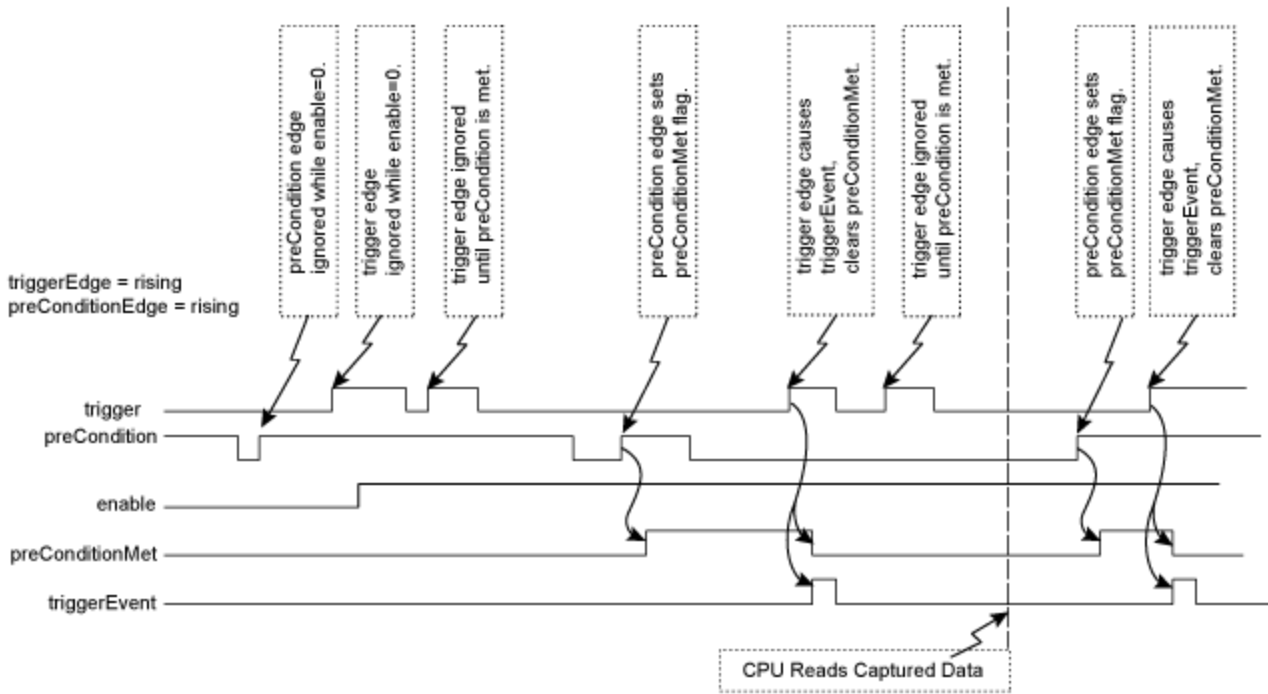 preCondition edge
ignored while enable=0.
trigger edge
ignored while enable=0.
trigger edge ignored
until preCondition is met.
preCondition edge sets
preConditionMet flag.
trigger edge causes
triggerEvent,
clears preConditionMet.
trigger edge ignored
until preCondition is met.
preCondition edge sets
preConditionMet flag.
trigger edge causes
triggerEvent,
clears preConditionMet.
triggerEdge = rising
preConditionEdge = rising
trigger
preCondition
enable
preConditionMet
triggerEvent
CPU Reads Captured Data